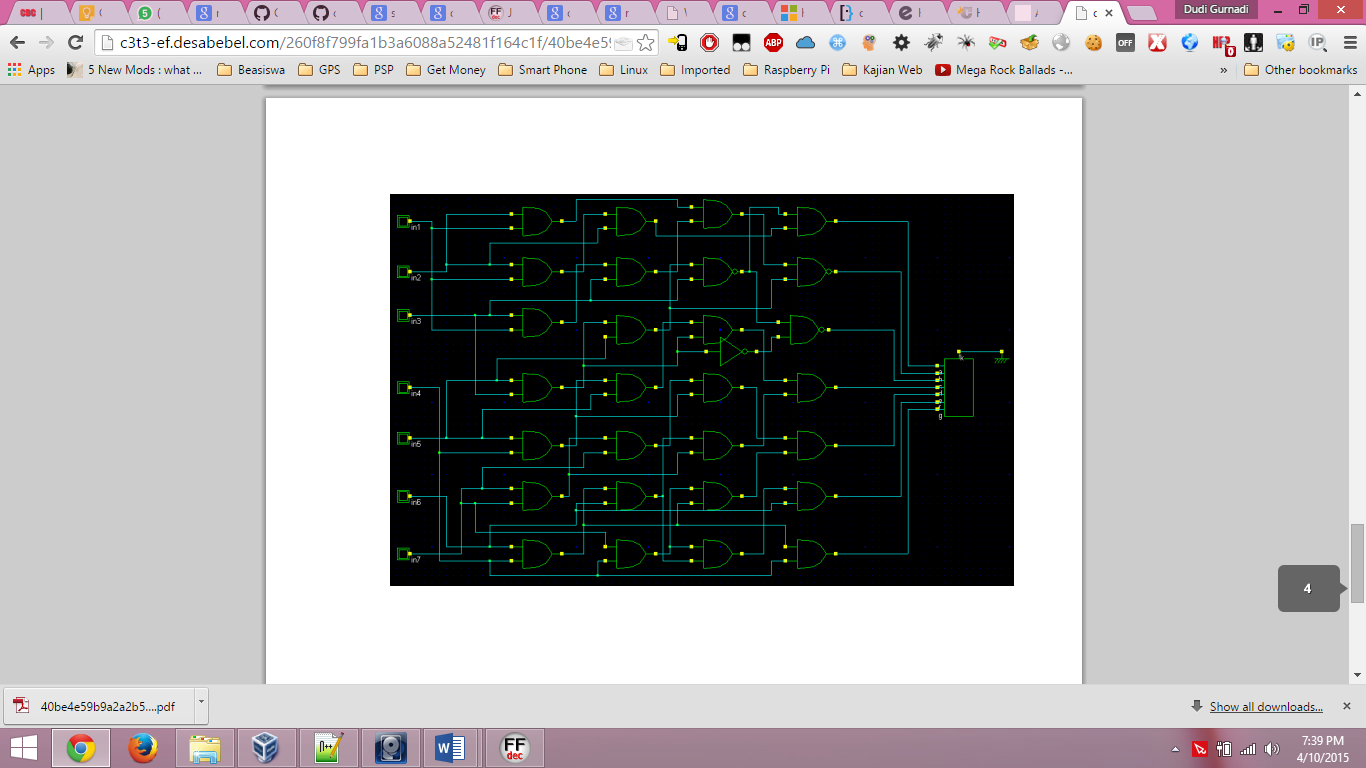 Dudi Gurnadi
c3t3-ef.desabebel.com/260f8f799fa1b3a6088a52481f164c1f/40be4e59
Apps 5 New Mods : what ... Beasiswa GPS PSP Get Money Smart Phone Linux Imported Raspberry Pi Kajian Web Mega Rock Ballads -... » Other bookmarks
in1
in2
in3
in4
in5
in6
in7
g
4
40be4e59b9a2a2b5....pdf
Show all downloads...
7:39 PM
4/10/2015